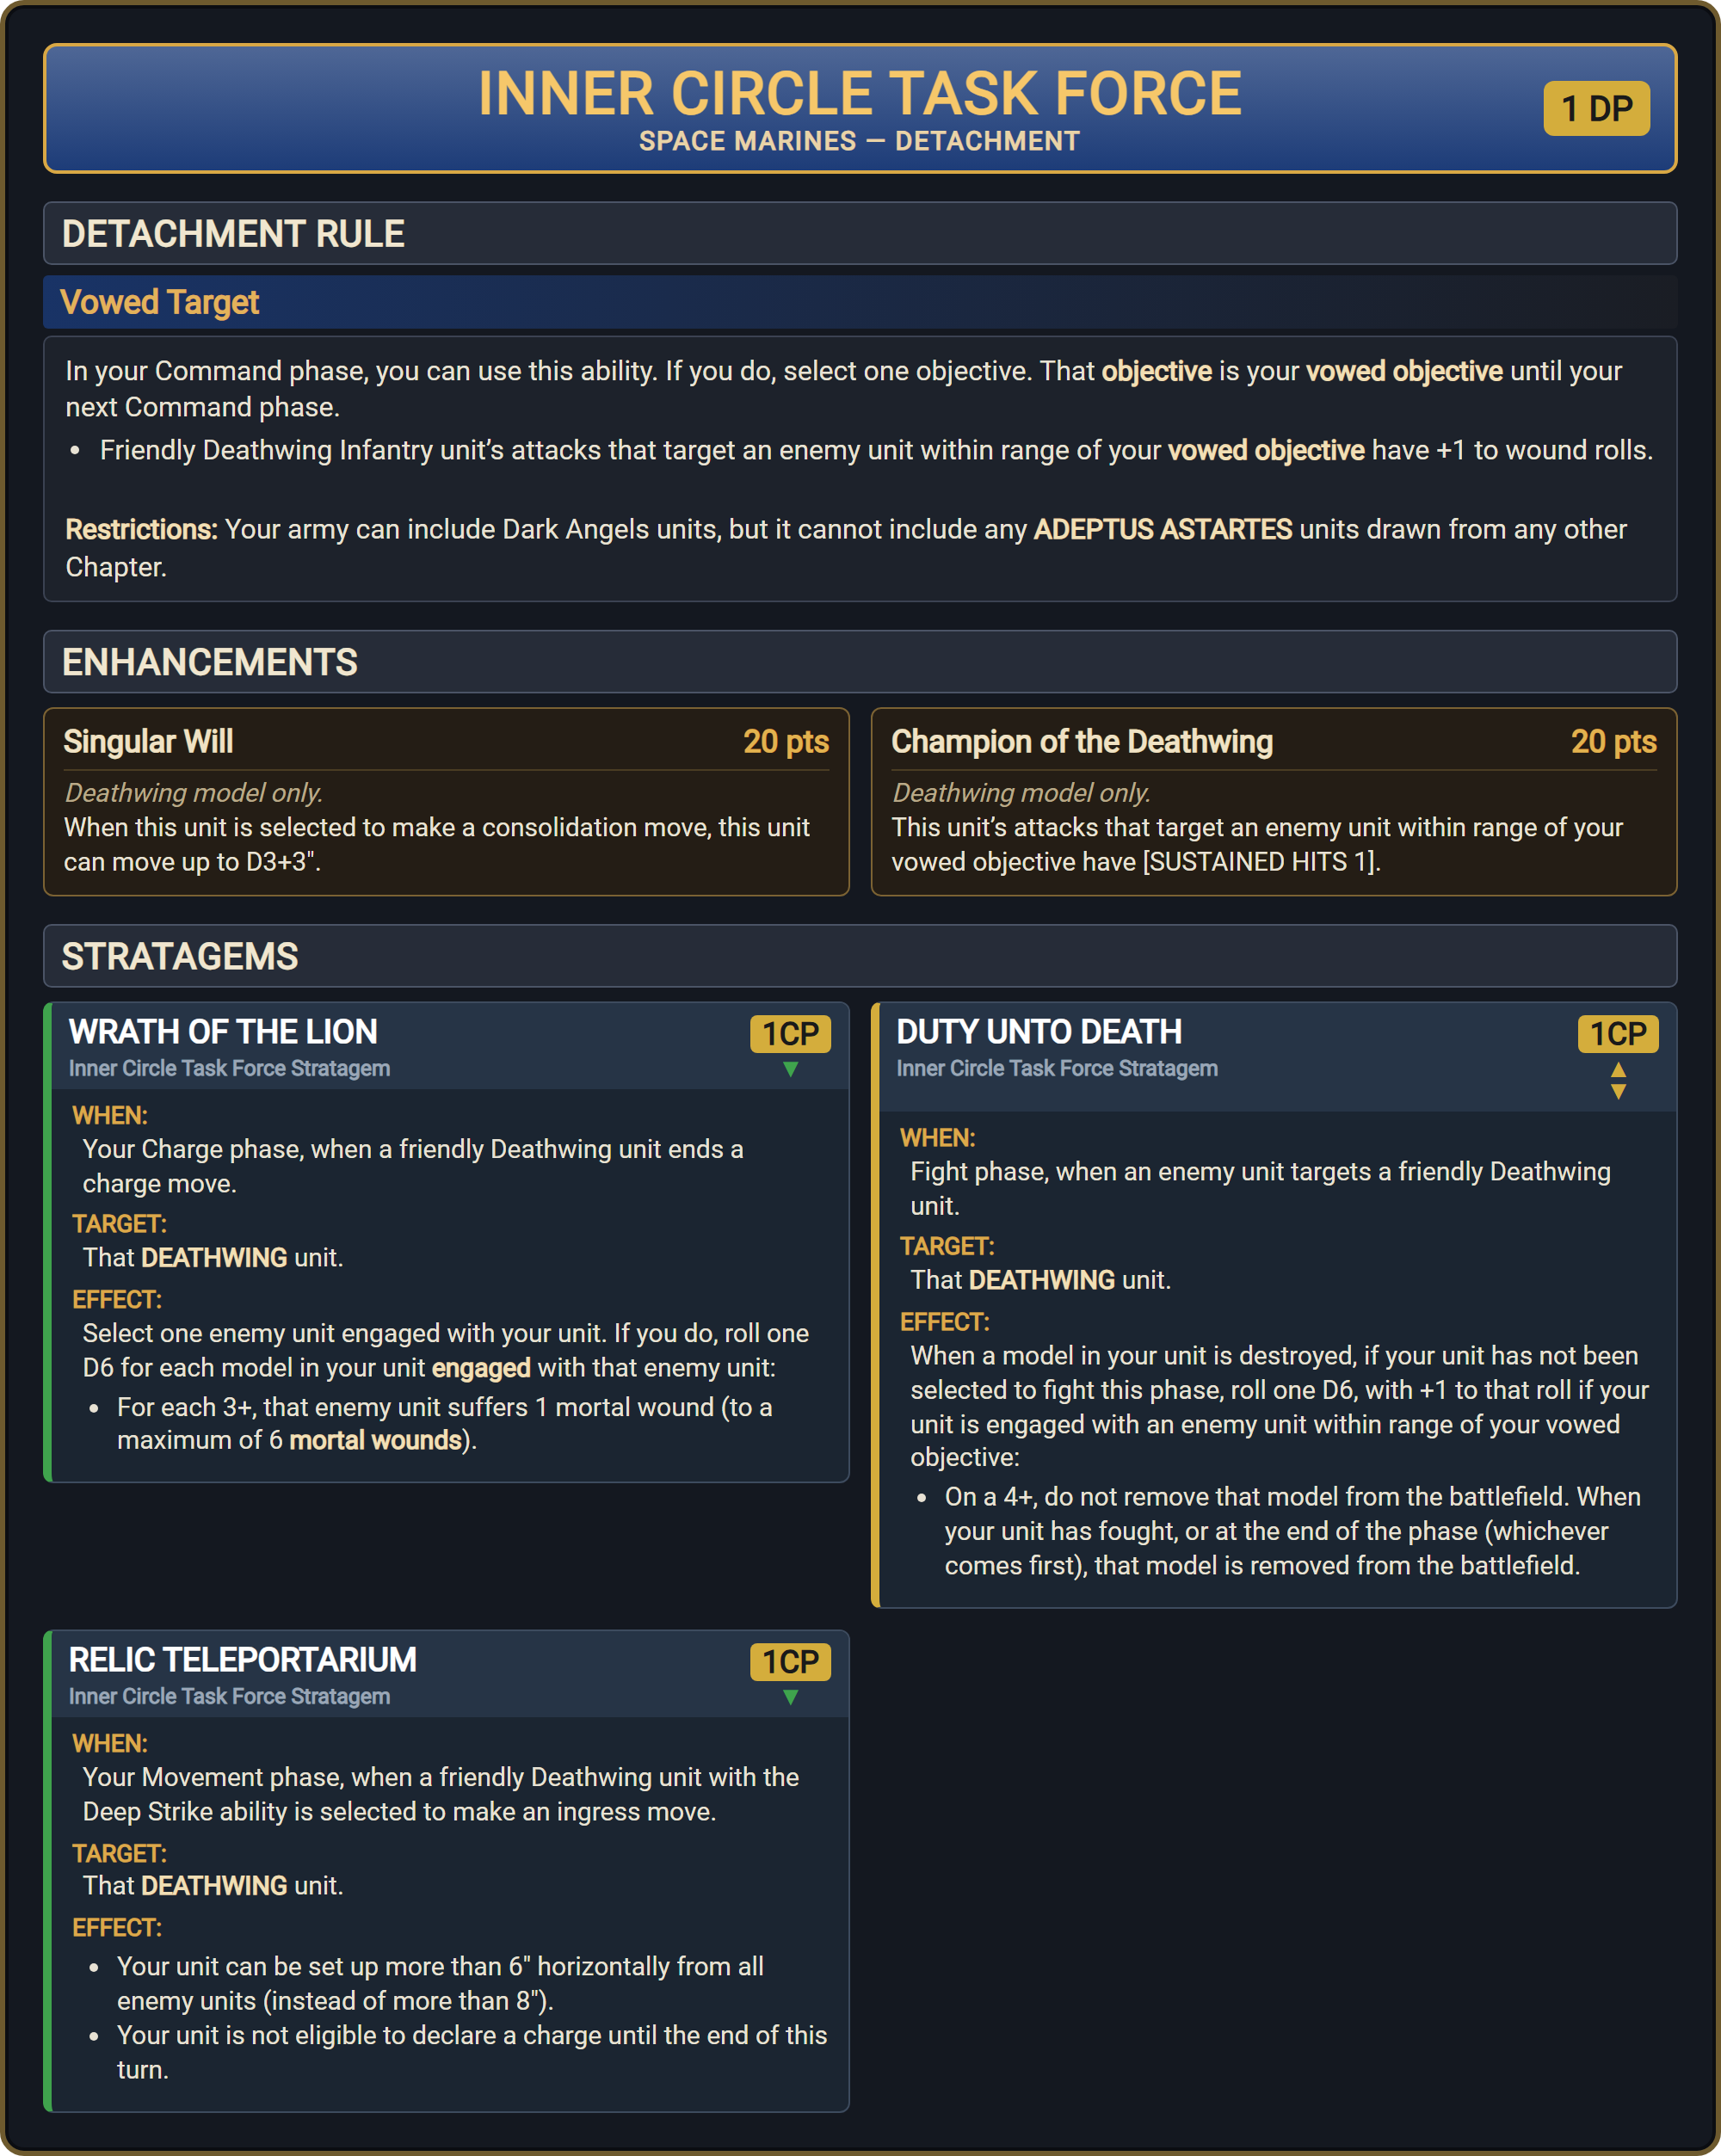 INNER CIRCLE TASK FORCE
SPACE MARINES — DETACHMENT
1 DP
DETACHMENT RULE
Vowed Target
In your Command phase, you can use this ability. If you do, select one objective. That objective is your vowed objective until your
next Command phase.
• Friendly Deathwing Infantry unit’s attacks that target an enemy unit within range of your vowed objective have +1 to wound rolls.
Restrictions: Your army can include Dark Angels units, but it cannot include any ADEPTUS ASTARTES units drawn from any other
Chapter.
ENHANCEMENTS
Singular Will 20 pts
Deathwing model only.
When this unit is selected to make a consolidation move, this unit
can move up to D3+3".
Champion of the Deathwing 20 pts
Deathwing model only.
This unit’s attacks that target an enemy unit within range of your
vowed objective have [SUSTAINED HITS 1].
STRATAGEMS
WRATH OF THE LION 1CP
Inner Circle Task Force Stratagem ▼
WHEN:
Your Charge phase, when a friendly Deathwing unit ends a
charge move.
TARGET:
That DEATHWING unit.
EFFECT:
Select one enemy unit engaged with your unit. If you do, roll one
D6 for each model in your unit engaged with that enemy unit:
• For each 3+, that enemy unit suffers 1 mortal wound (to a
maximum of 6 mortal wounds).
DUTY UNTO DEATH 1CP
Inner Circle Task Force Stratagem ▲
▼
WHEN:
Fight phase, when an enemy unit targets a friendly Deathwing
unit.
TARGET:
That DEATHWING unit.
EFFECT:
When a model in your unit is destroyed, if your unit has not been
selected to fight this phase, roll one D6, with +1 to that roll if your
unit is engaged with an enemy unit within range of your vowed
objective:
• On a 4+, do not remove that model from the battlefield. When
your unit has fought, or at the end of the phase (whichever
comes first), that model is removed from the battlefield.
RELIC TELEPORTARIUM 1CP
Inner Circle Task Force Stratagem ▼
WHEN:
Your Movement phase, when a friendly Deathwing unit with the
Deep Strike ability is selected to make an ingress move.
TARGET:
That DEATHWING unit.
EFFECT:
• Your unit can be set up more than 6" horizontally from all
enemy units (instead of more than 8").
• Your unit is not eligible to declare a charge until the end of this
turn.